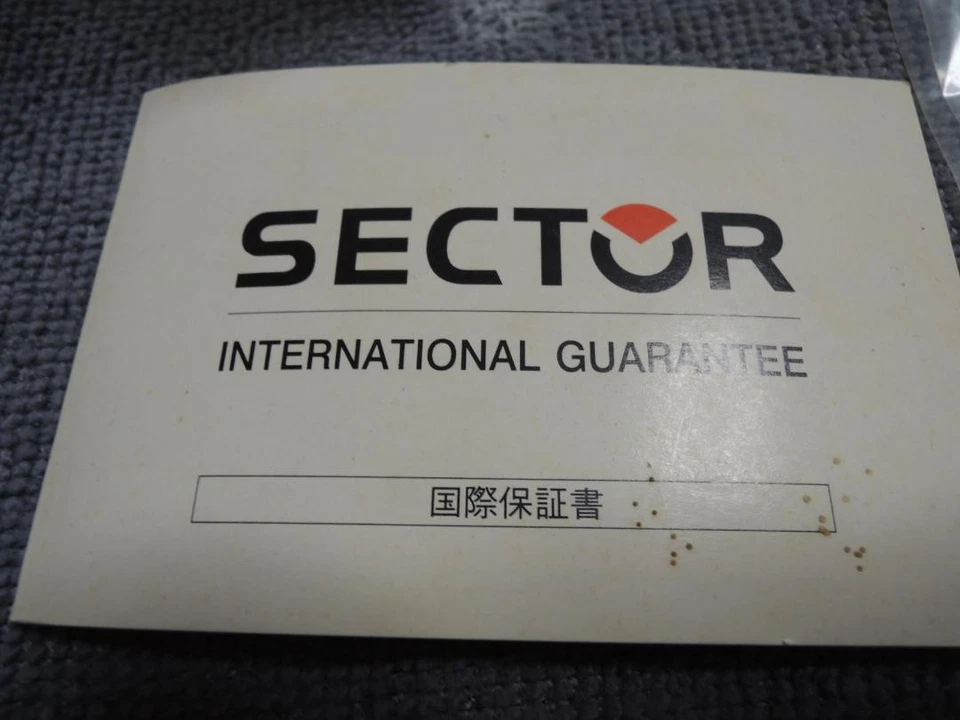 SECTOR
INTERNATIONAL GUARANTEE
国際保証書